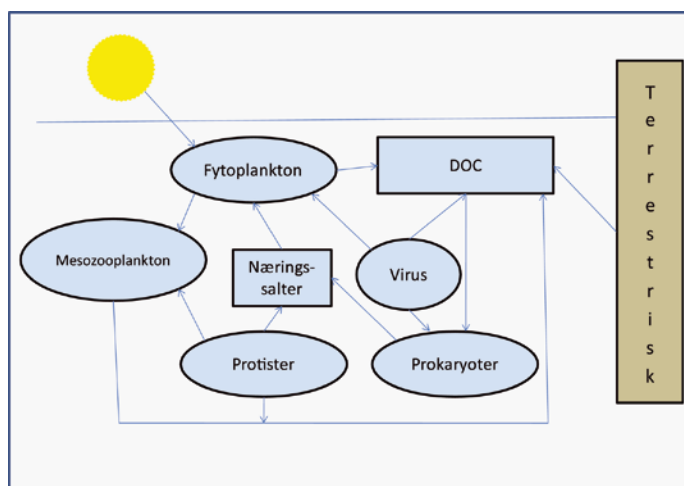 Fytoplankton
DOC
Mesozooplankton
Nærings-
salter
Virus
Protister
Prokaryoter
T
e
r
r
e
s
t
r
i
s
k